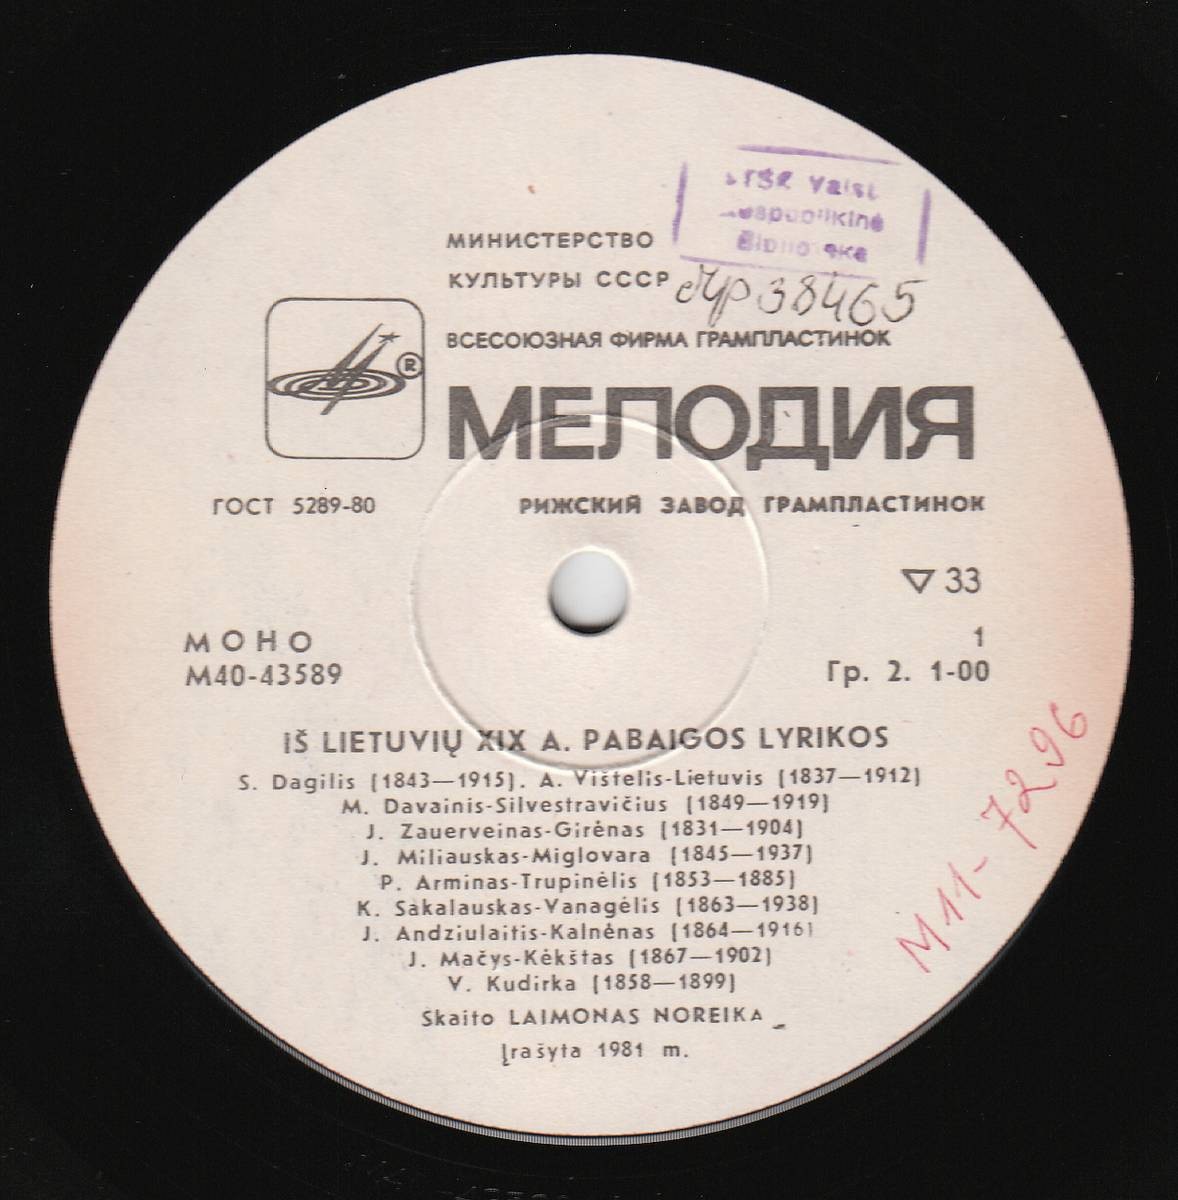 TSR Valst.
Biblioteka
МИНИСТЕРСТВО
КУЛЬТУРЫ СССР
38465
ВСЕСОЮЗНАЯ ФИРМА ГРАМПЛАСТИНОК
®
МЕЛОДИЯ
ГОСТ 5289-80
РИЖСКИЙ ЗАВОД ГРАМПЛАСТИНОК
▽ 33
МОНО
1
М40-43589
Гр. 2. 1-00
IŠ LIETUVIŲ XIX A. PABAIGOS LYRIKOS
S. Dagilis (1843—1915). A. Vištelis-Lietuvis (1837—1912)
M. Davainis-Silvestravičius (1849—1919)
J. Zauerveinas-Girėnas (1831—1904)
J. Miliauskas-Miglovara (1845—1937)
P. Arminas-Trupinėlis (1853—1885)
K. Sakalauskas-Vanagėlis (1863—1938)
J. Andziulaitis-Kalnėnas (1864—1916)
J. Mačys-Kėkštas (1867—1902)
V. Kudirka (1858—1899)
Skaito LAIMONAS NOREIKA
Įrašyta 1981 m.
M11-7296